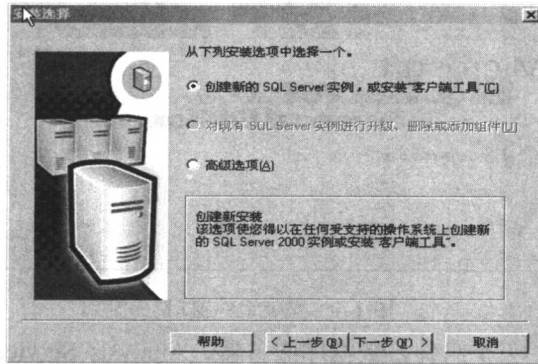 安装选择
从下列安装选项中选择一个。
创建新的 SQL Server 实例，或安装"客户端工具"(C)
对现有 SQL Server 实例进行升级、删除或添加组件(U)
高级选项(A)
创建新安装
该选项使您得以在任何受支持的操作系统上创建新
的 SQL Server 2000 实例或安装"客户端工具"。
帮助
< 上一步(B)
下一步(N) >
取消